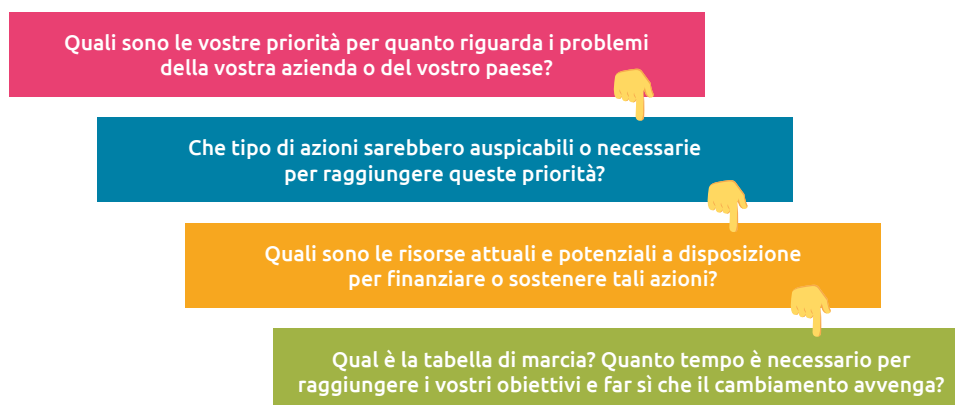 Quali sono le vostre priorità per quanto riguarda i problemi
della vostra azienda o del vostro paese?
Che tipo di azioni sarebbero auspicabili o necessarie
per raggiungere queste priorità?
Quali sono le risorse attuali e potenziali a disposizione
per finanziare o sostenere tali azioni?
Qual è la tabella di marcia? Quanto tempo è necessario per
raggiungere i vostri obiettivi e far sì che il cambiamento avvenga?